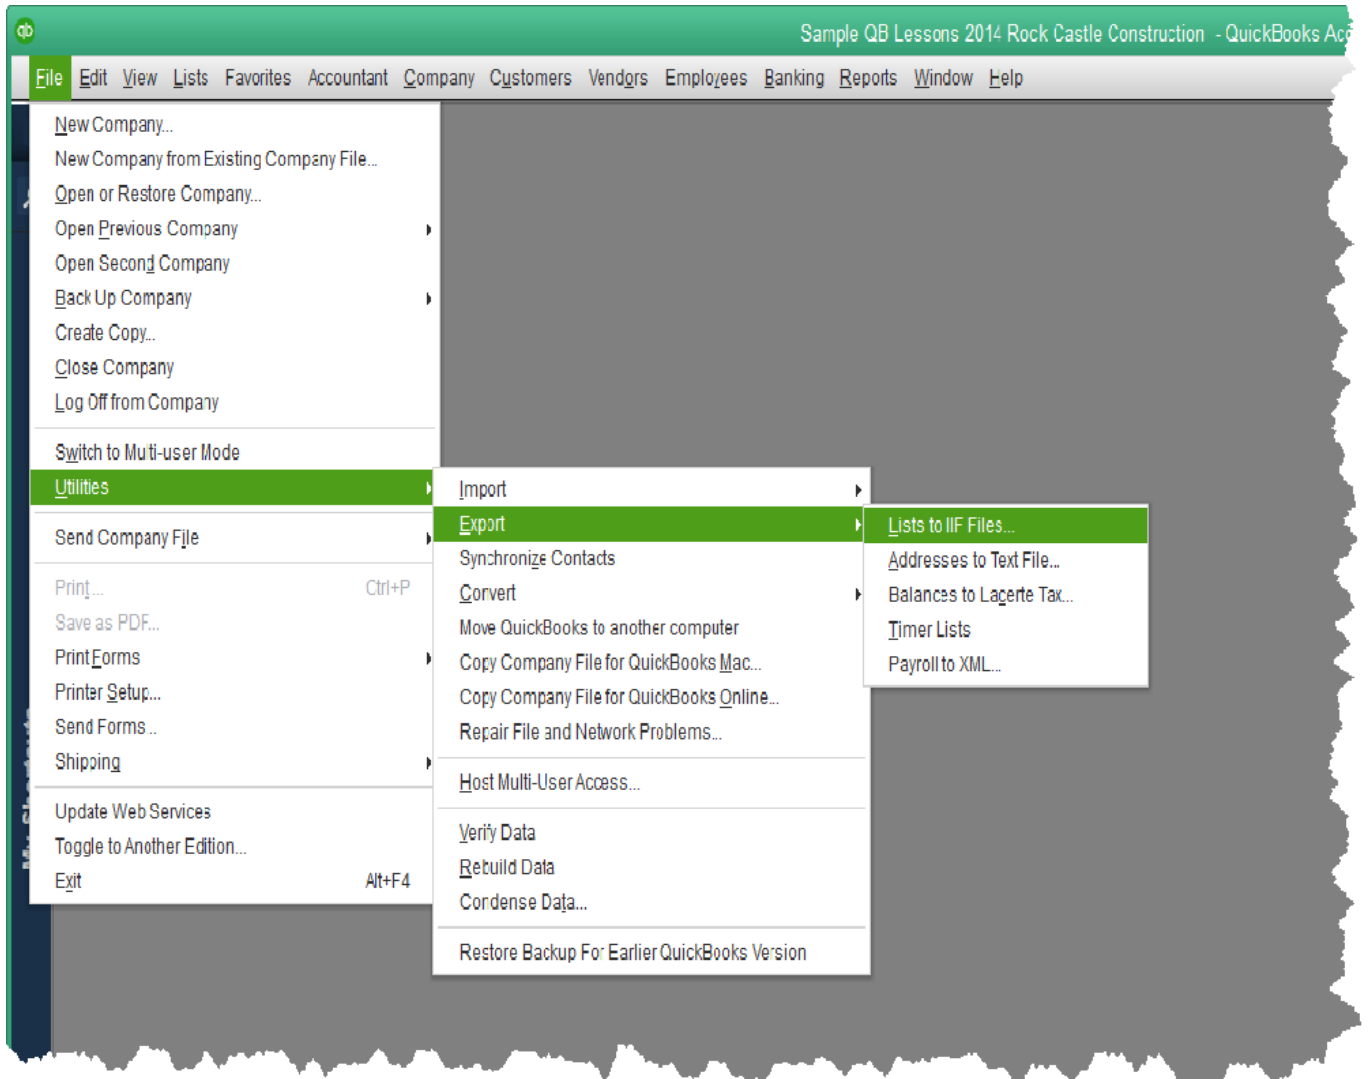 qb
Sample QB Lessons 2014 Rock Castle Construction - QuickBooks Acc
File Edit View Lists Favorites Accountant Company Customers Vendors Employees Banking Reports Window Help
New Company...
New Company from Existing Company File...
Open or Restore Company...
Open Previous Company
Open Second Company
Back Up Company
Create Copy...
Close Company
Log Off from Company
Switch to Multi-user Mode
Utilities
Send Company File
Print... Ctrl+P
Save as PDF...
Print Forms
Printer Setup...
Send Forms...
Shipping
Update Web Services
Toggle to Another Edition...
Exit Alt+F4
Import
Export
Synchronize Contacts
Convert
Move QuickBooks to another computer
Copy Company File for QuickBooks Mac...
Copy Company File for QuickBooks Online...
Repair File and Network Problems...
Host Multi-User Access...
Verify Data
Rebuild Data
Condense Data...
Restore Backup For Earlier QuickBooks Version
Lists to IIF Files...
Addresses to Text File...
Balances to Lacerte Tax...
Timer Lists
Payroll to XML...